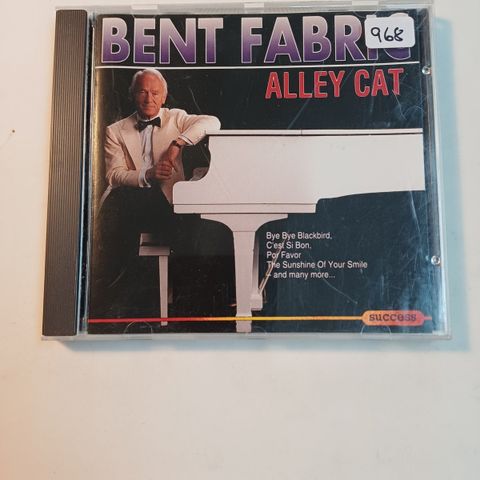 BENT FABRIC
968
ALLEY CAT
Bye Bye Blackbird,
C'est Si Bon,
Por Favor
The Sunshine Of Your Smile
– and many more...
success